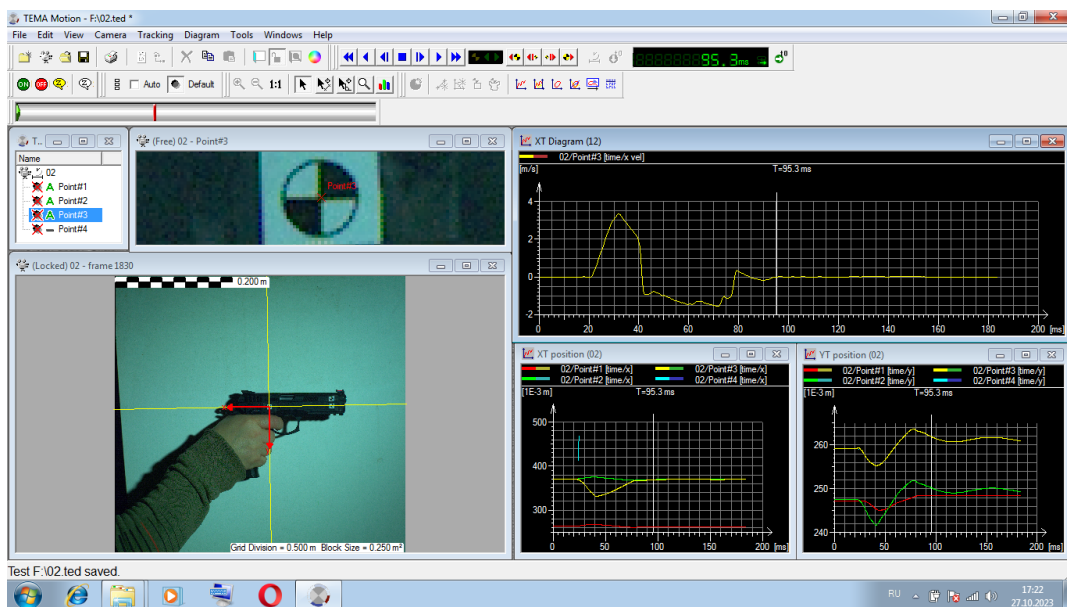 TEMA Motion - F:\02.ted *
File Edit View Camera Tracking Diagram Tools Windows Help
95.3ms
ON OFF Auto Default 1:1
T..
Name
02
A Point#1
A Point#2
A Point#3
Point#4
(Free) 02 - Point#3
(Locked) 02 - frame 1830
0.200 m
Grid Division = 0.500 m Block Size = 0.250 m²
XT Diagram (12)
02/Point#3 [time/x vel]
[m/s]
T=95.3 ms
4
2
0
-2
0 20 40 60 80 100 120 140 160 180 200 [ms]
XT position (02)
02/Point#1 [time/x] 02/Point#3 [time/x]
02/Point#2 [time/x] 02/Point#4 [time/x]
[1E-3 m]
T=95.3 ms
500
400
300
0 50 100 150 200 [ms]
YT position (02)
02/Point#1 [time/y] 02/Point#3 [time/y]
02/Point#2 [time/y] 02/Point#4 [time/y]
[1E-3 m]
T=95.3 ms
260
250
240
0 50 100 150 200 [ms]
Test F:\02.ted saved.
RU
17:22
27.10.2023